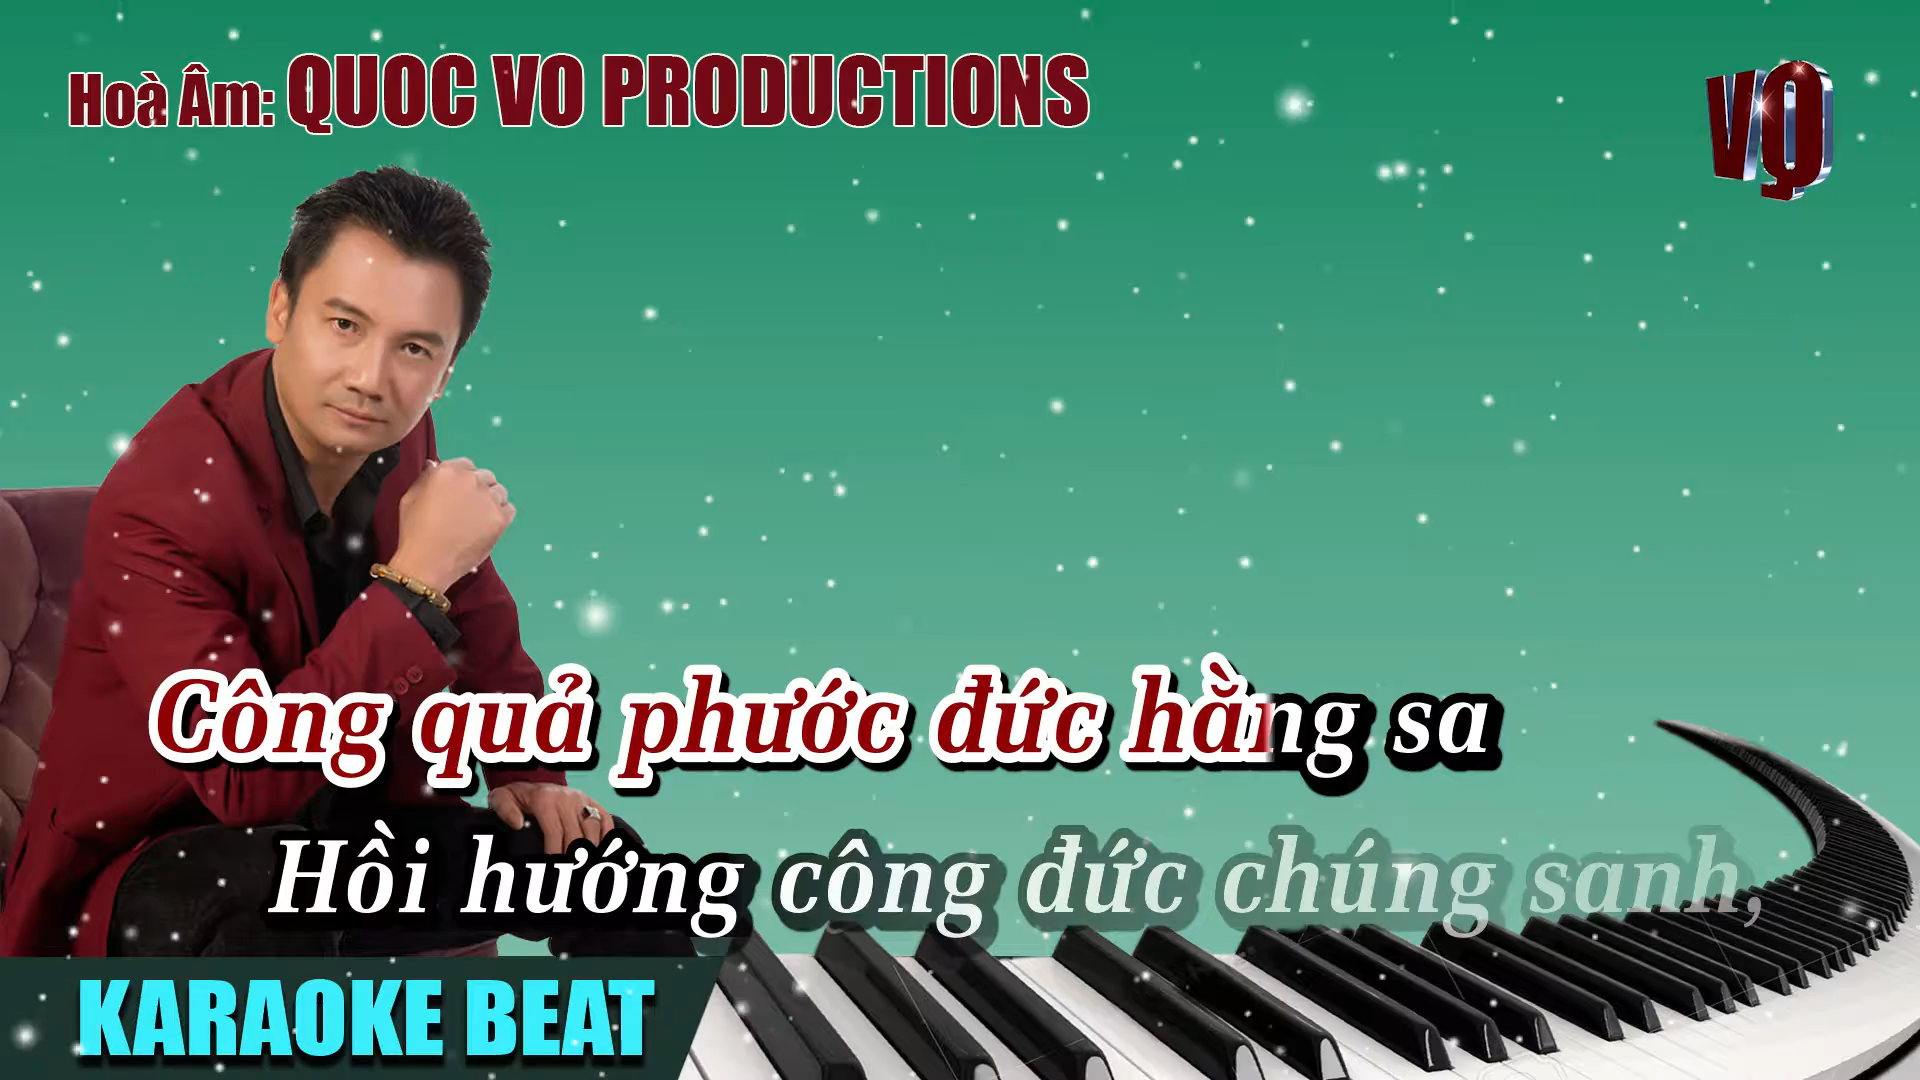 Hoà Âm: QUOC VO PRODUCTIONS
VQ
Công quả phước đức hằng sa
Hồi hướng công đức chúng sanh,
KARAOKE BEAT